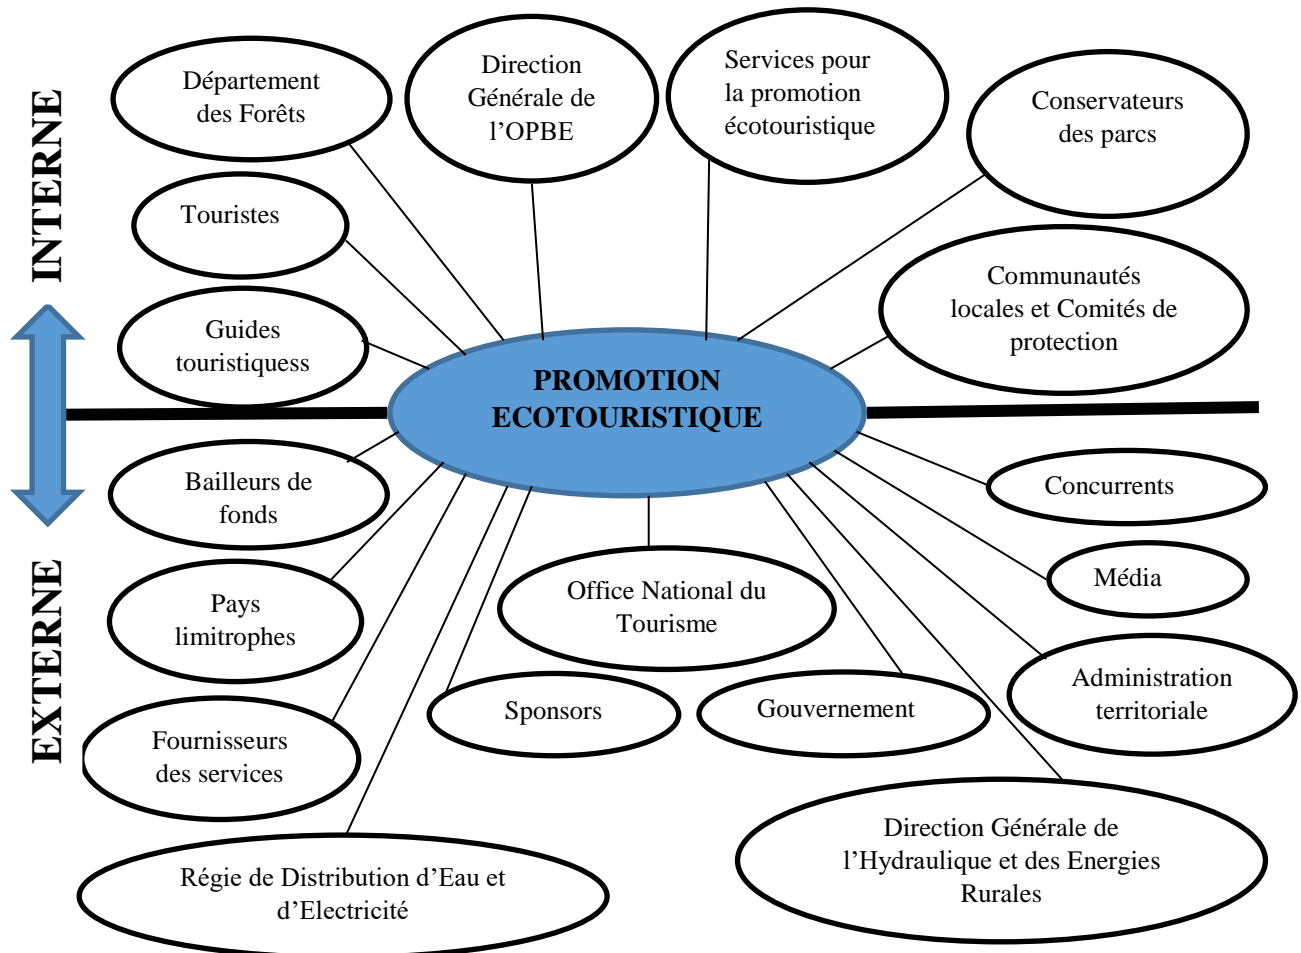 INTERNE
Département
des Forêts
Direction
Générale de
l’OPBE
Services pour
la promotion
écotouristique
Conservateurs
des parcs
Touristes
Communautés
locales et Comités de
protection
Guides
touristiquess
PROMOTION
ECOTOURISTIQUE
EXTERNE
Bailleurs de
fonds
Concurrents
Pays
limitrophes
Office National du
Tourisme
Média
Administration
territoriale
Fournisseurs
des services
Sponsors
Gouvernement
Régie de Distribution d’Eau et
d’Electricité
Direction Générale de
l’Hydraulique et des Energies
Rurales